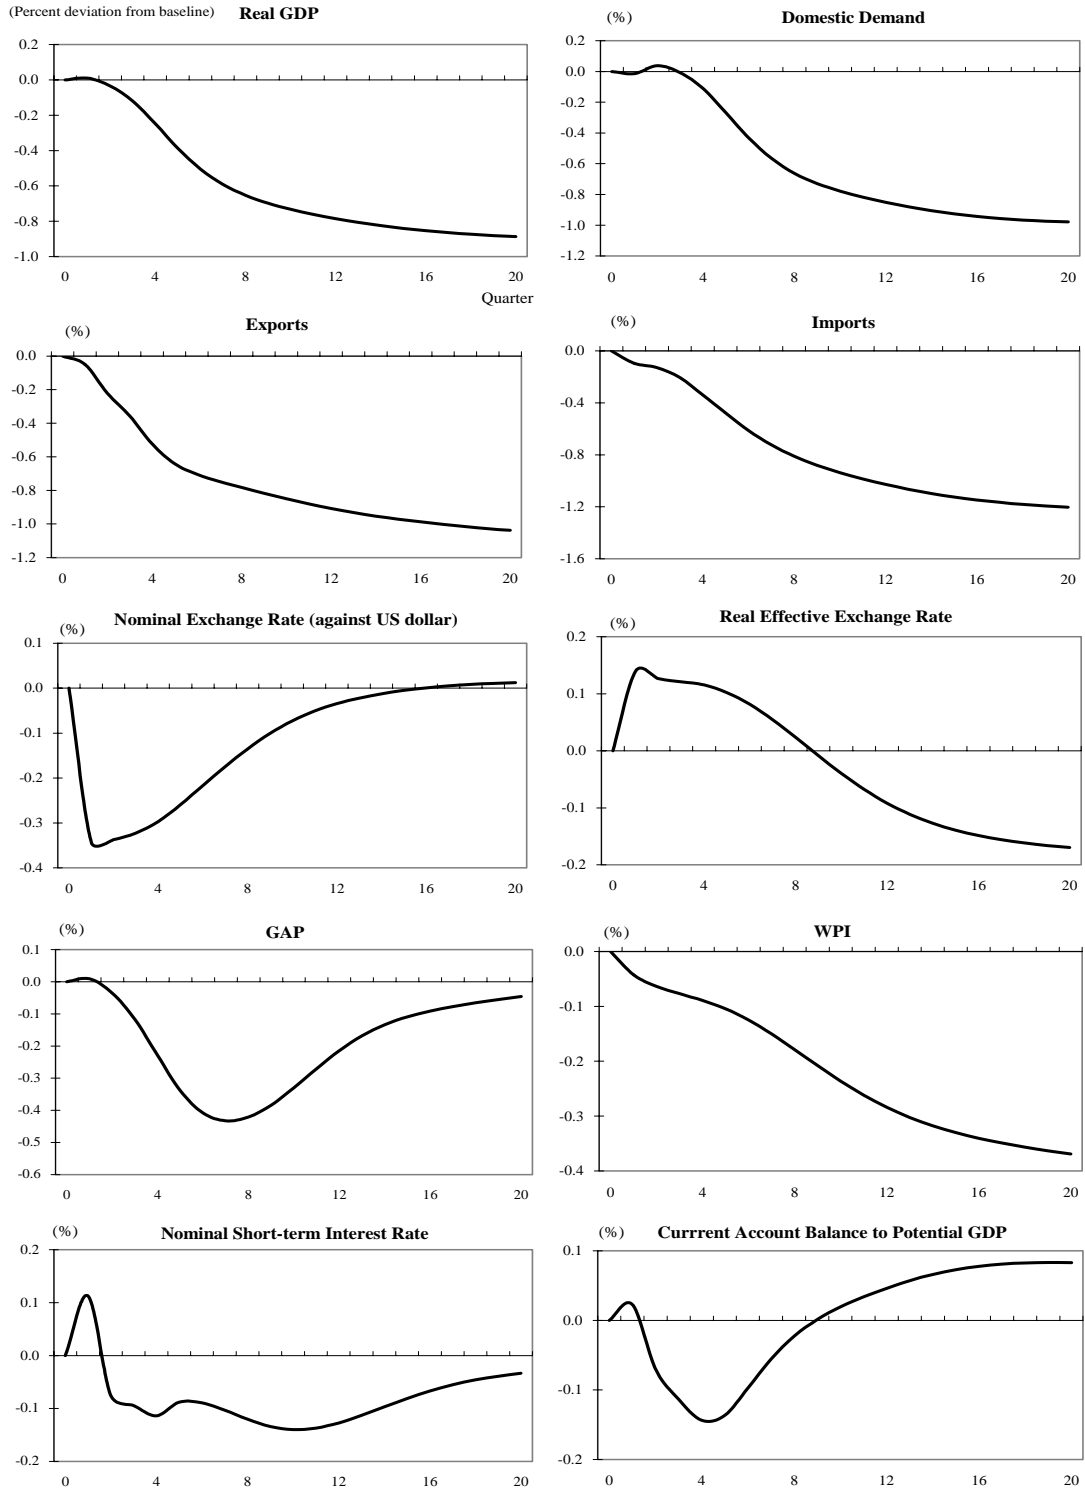 (Percent deviation from baseline) Real GDP
0.2
0.0
-0.2
-0.4
-0.6
-0.8
-1.0
0 4 8 12 16 20
Quarter
(%) Domestic Demand
0.2
0.0
-0.2
-0.4
-0.6
-0.8
-1.0
-1.2
0 4 8 12 16 20
(%) Exports
0.0
-0.2
-0.4
-0.6
-0.8
-1.0
-1.2
0 4 8 12 16 20
(%) Imports
0.0
-0.4
-0.8
-1.2
-1.6
0 4 8 12 16 20
Nominal Exchange Rate (against US dollar)
(%)
0.1
0.0
-0.1
-0.2
-0.3
-0.4
0 4 8 12 16 20
Real Effective Exchange Rate
(%)
0.2
0.1
0.0
-0.1
-0.2
0 4 8 12 16 20
(%) GAP
0.1
0.0
-0.1
-0.2
-0.3
-0.4
-0.5
-0.6
0 4 8 12 16 20
(%) WPI
0.0
-0.1
-0.2
-0.3
-0.4
0 4 8 12 16 20
(%) Nominal Short-term Interest Rate
0.2
0.1
0.0
-0.1
-0.2
0 4 8 12 16 20
(%) Currrent Account Balance to Potential GDP
0.1
0.0
-0.1
-0.2
0 4 8 12 16 20